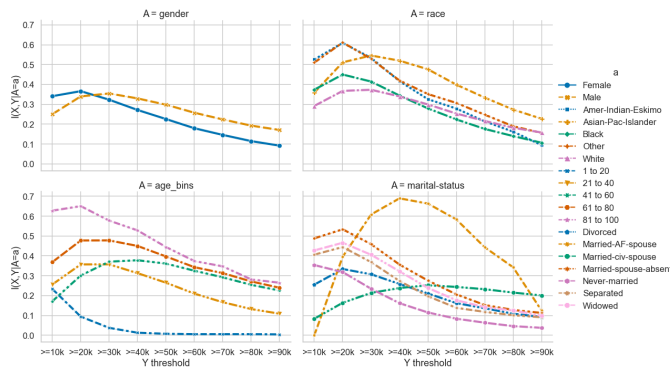 A = gender
A = race
0.7
0.6
0.5
0.4
0.3
0.2
0.1
0.0
I(X,Y|A=a)
A = age_bins
A = marital-status
0.7
0.6
0.5
0.4
0.3
0.2
0.1
0.0
I(X,Y|A=a)
>=10k >=20k >=30k >=40k >=50k >=60k >=70k >=80k >=90k
Y threshold
>=10k >=20k >=30k >=40k >=50k >=60k >=70k >=80k >=90k
Y threshold
a
Female
Male
Amer-Indian-Eskimo
Asian-Pac-Islander
Black
Other
White
1 to 20
21 to 40
41 to 60
61 to 80
81 to 100
Divorced
Married-AF-spouse
Married-civ-spouse
Married-spouse-absent
Never-married
Separated
Widowed